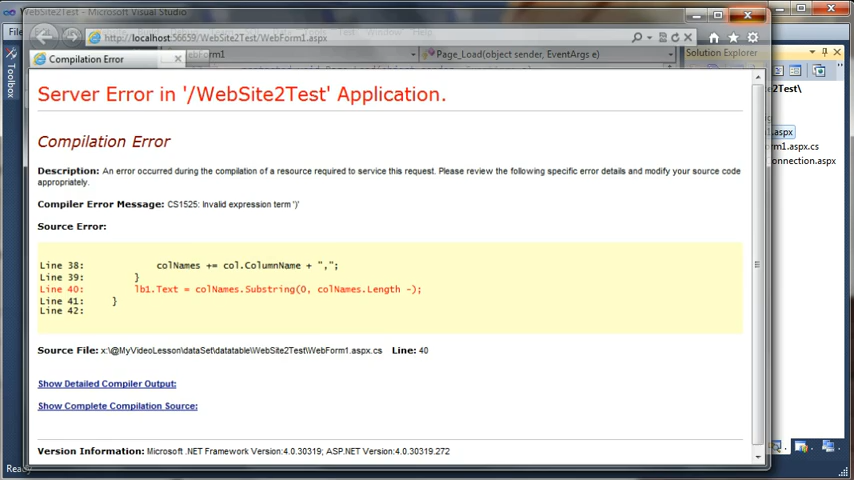 WebSite2Test - Microsoft Visual Studio
http://localhost:56659/WebSite2Test/WebForm1.aspx
Compilation Error
Page_Load(object sender, EventArgs e)
Solution Explorer
Toolbox
Server Error in '/WebSite2Test' Application.
Compilation Error
Description: An error occurred during the compilation of a resource required to service this request. Please review the following specific error details and modify your source code
appropriately.
Compiler Error Message: CS1525: Invalid expression term ')'
Source Error:
Line 38: colNames += col.ColumnName + ",";
Line 39: }
Line 40: lb1.Text = colNames.Substring(0, colNames.Length -);
Line 41: }
Line 42:
Source File: x:\@MyVideoLesson\dataSet\datatable\WebSite2Test\WebForm1.aspx.cs Line: 40
Show Detailed Compiler Output:
Show Complete Compilation Source:
Version Information: Microsoft .NET Framework Version:4.0.30319; ASP.NET Version:4.0.30319.272